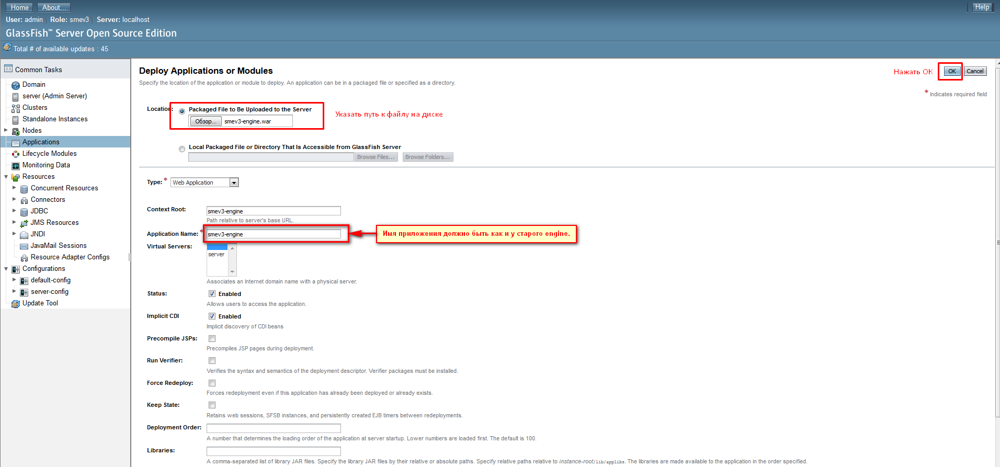 Home About...
Help
User: admin Role: smev3 Server: localhost
GlassFish™ Server Open Source Edition
Total # of available updates : 45
Common Tasks
Domain
server (Admin Server)
Clusters
Standalone Instances
Nodes
Applications
Lifecycle Modules
Monitoring Data
Resources
Concurrent Resources
Connectors
JDBC
JMS Resources
JNDI
JavaMail Sessions
Resource Adapter Configs
Configurations
default-config
server-config
Update Tool
Deploy Applications or Modules
Нажать ОК OK Cancel
Specify the location of the application or module to deploy. An application can be in a packaged file or specified as a directory.
* Indicates required field
Location: Packaged File to Be Uploaded to the Server
Указать путь к файлу на диске
Обзор... smev3-engine.war
Local Packaged File or Directory That Is Accessible from GlassFish Server
Browse Files... Browse Folders...
Type: * Web Application
Context Root: smev3-engine
Path relative to server's base URL.
Application Name: * smev3-engine
Имя приложения должно быть как и у старого engine.
Virtual Servers:
server
Associates an Internet domain name with a physical server.
Status: Enabled
Allows users to access the application.
Implicit CDI Enabled
Implicit discovery of CDI beans
Precompile JSPs:
Precompiles JSP pages during deployment.
Run Verifier:
Verifies the syntax and semantics of the deployment descriptor. Verifier packages must be installed.
Force Redeploy:
Forces redeployment even if this application has already been deployed or already exists.
Keep State:
Retains web sessions, SFSB instances, and persistently created EJB timers between redeployments.
Deployment Order:
A number that determines the loading order of the application at server startup. Lower numbers are loaded first. The default is 100.
Libraries:
A comma-separated list of library JAR files. Specify the library JAR files by their relative or absolute paths. Specify relative paths relative to instance-root/lib/applibs. The libraries are made available to the application in the order specified.